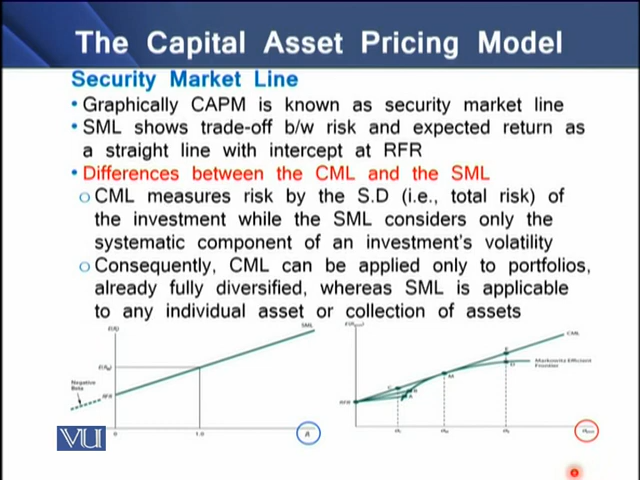 The Capital Asset Pricing Model
Security Market Line
• Graphically CAPM is known as security market line
• SML shows trade-off b/w risk and expected return as
a straight line with intercept at RFR
• Differences between the CML and the SML
o CML measures risk by the S.D (i.e., total risk) of
the investment while the SML considers only the
systematic component of an investment's volatility
o Consequently, CML can be applied only to portfolios,
already fully diversified, whereas SML is applicable
to any individual asset or collection of assets
SML
CML
Markowitz Efficient
Frontier
Negative
Beta
RFR
RFR
0
1.0
VU